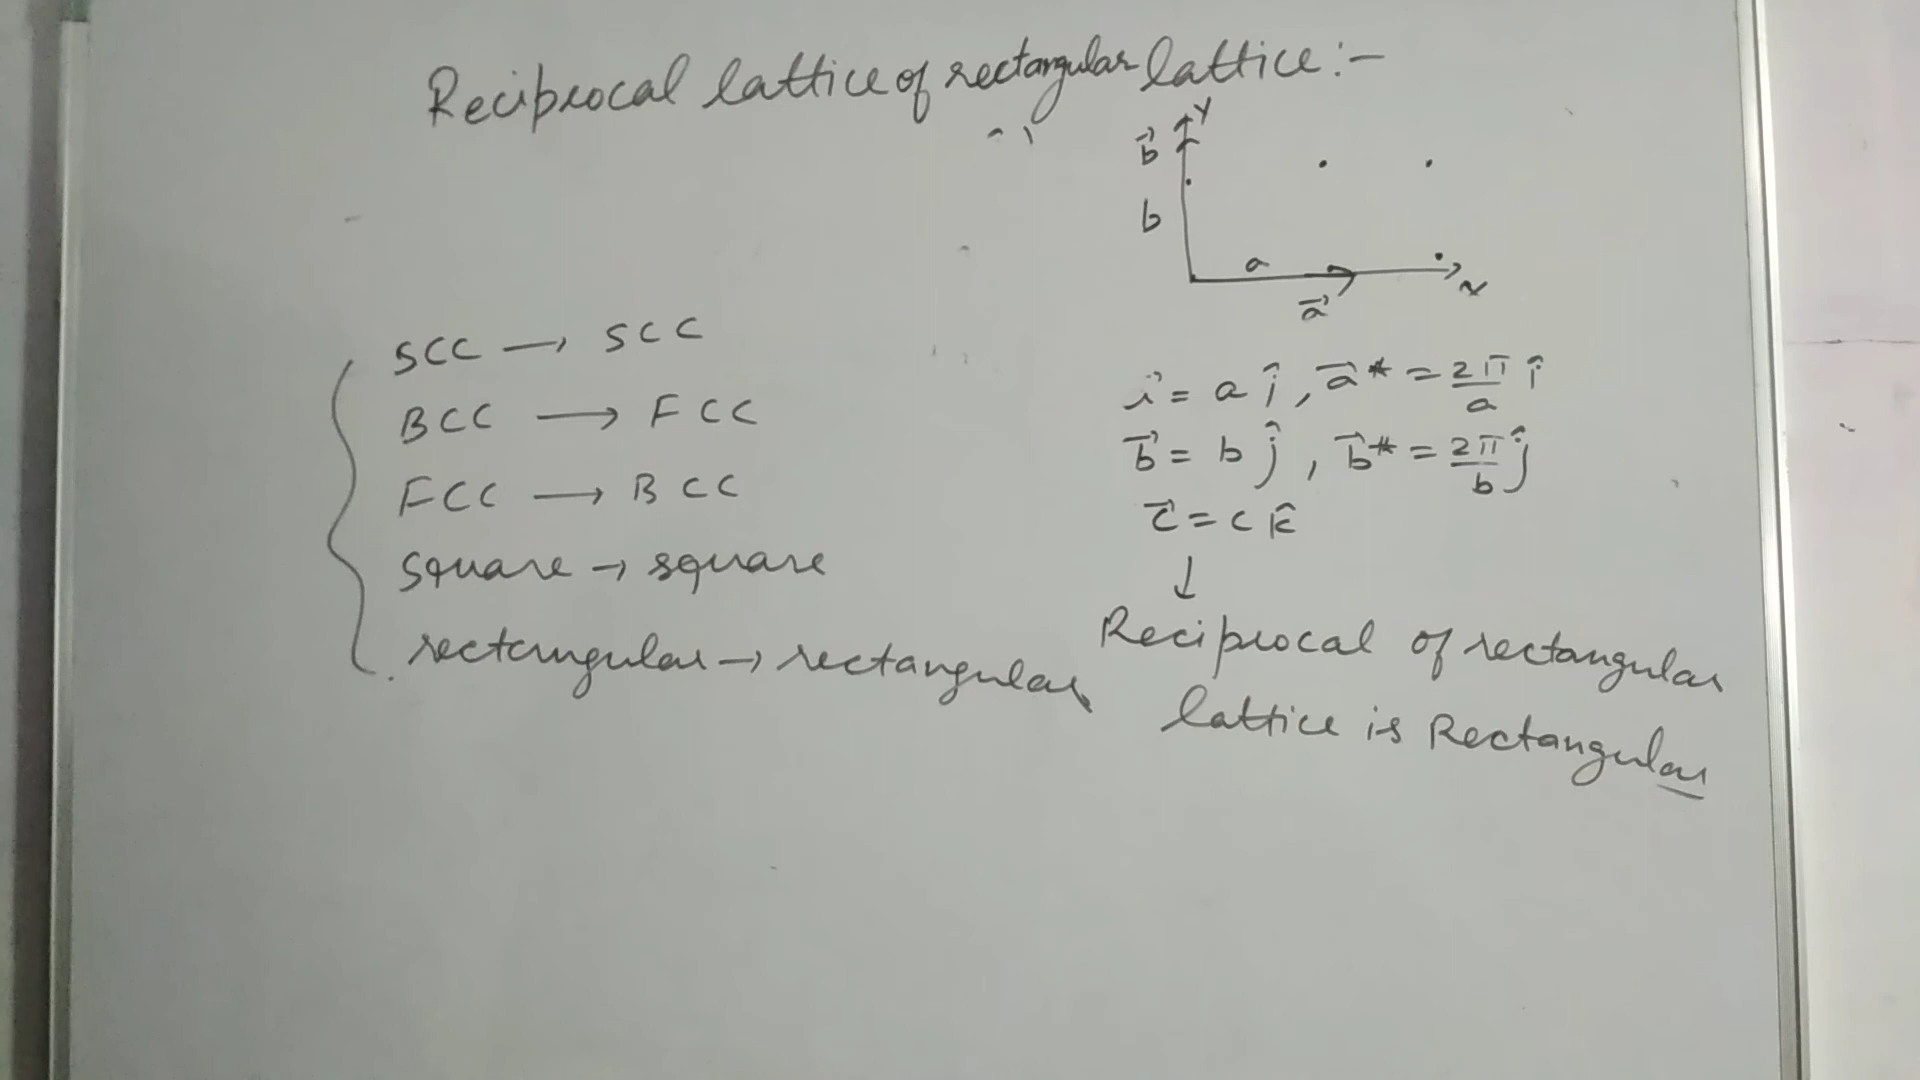 Reciprocal lattice of rectangular lattice :-
Y
b⃗
b
a
x
a⃗
SCC → SCC
BCC → FCC
FCC → BCC
Square → square
rectangular → rectangular
= a î, a⃗* = 2π/a î
b⃗ = b ĵ, b⃗* = 2π/b ĵ
c⃗ = c k̂
↓
Reciprocal of rectangular
lattice is Rectangular